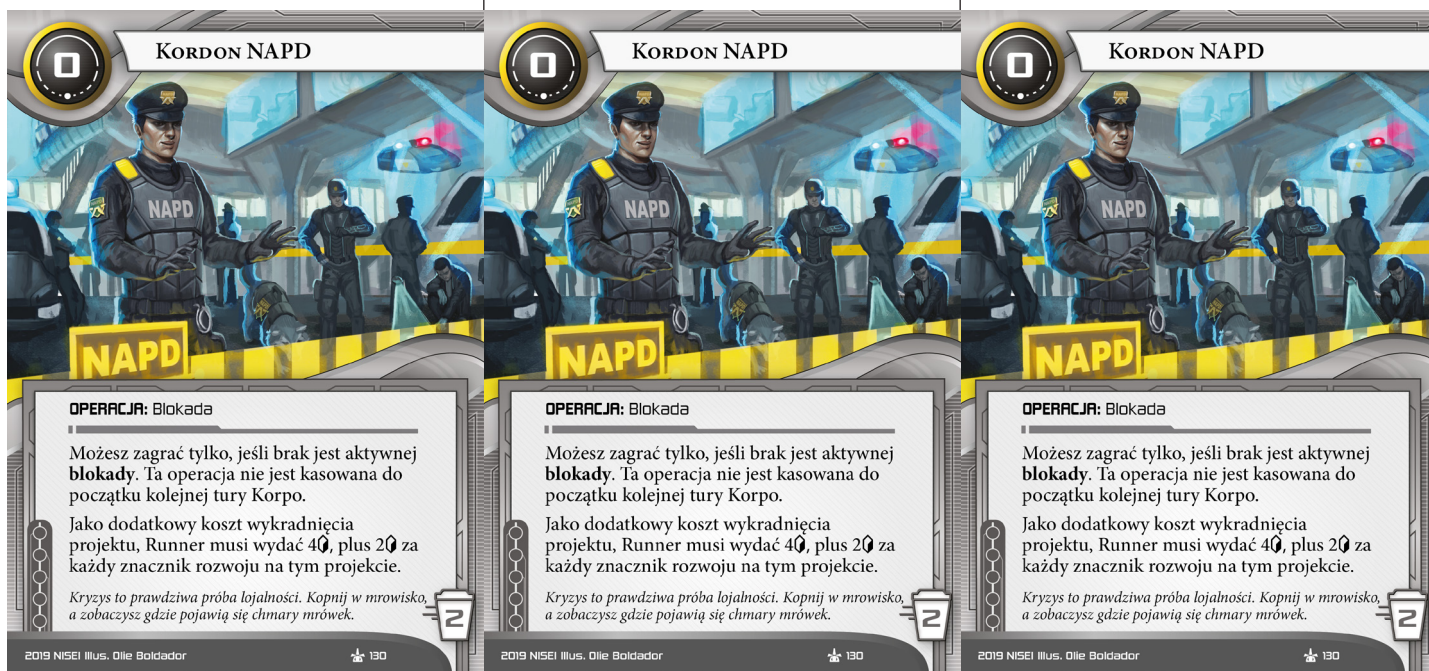 0
Kordon NAPD
NAPD
NAPD
OPERACJA: Blokada
Możesz zagrać tylko, jeśli brak jest aktywnej
blokady. Ta operacja nie jest kasowana do
początku kolejnej tury Korpo.
Jako dodatkowy koszt wykradnięcia
projektu, Runner musi wydać 4, plus 2 za
każdy znacznik rozwoju na tym projekcie.
Kryzys to prawdziwa próba lojalności. Kopnij w mrowisko,
a zobaczysz gdzie pojawią się chmary mrówek.
2
2019 NISEI Illus. Olie Boldador
130
0
Kordon NAPD
NAPD
NAPD
OPERACJA: Blokada
Możesz zagrać tylko, jeśli brak jest aktywnej
blokady. Ta operacja nie jest kasowana do
początku kolejnej tury Korpo.
Jako dodatkowy koszt wykradnięcia
projektu, Runner musi wydać 4, plus 2 za
każdy znacznik rozwoju na tym projekcie.
Kryzys to prawdziwa próba lojalności. Kopnij w mrowisko,
a zobaczysz gdzie pojawią się chmary mrówek.
2
2019 NISEI Illus. Olie Boldador
130
0
Kordon NAPD
NAPD
NAPD
OPERACJA: Blokada
Możesz zagrać tylko, jeśli brak jest aktywnej
blokady. Ta operacja nie jest kasowana do
początku kolejnej tury Korpo.
Jako dodatkowy koszt wykradnięcia
projektu, Runner musi wydać 4, plus 2 za
każdy znacznik rozwoju na tym projekcie.
Kryzys to prawdziwa próba lojalności. Kopnij w mrowisko,
a zobaczysz gdzie pojawią się chmary mrówek.
2
2019 NISEI Illus. Olie Boldador
130